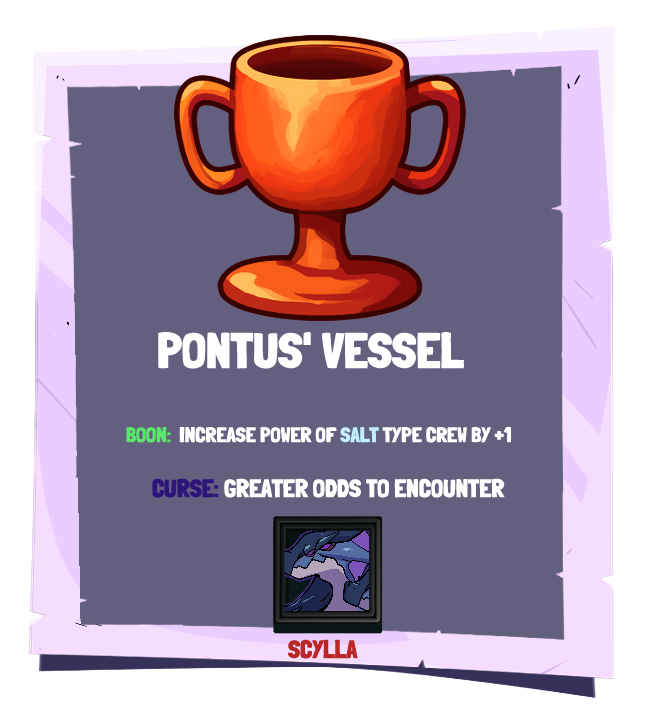 PONTUS' VESSEL
BOON: INCREASE POWER OF SALT TYPE CREW BY +1
CURSE: GREATER ODDS TO ENCOUNTER
SCYLLA